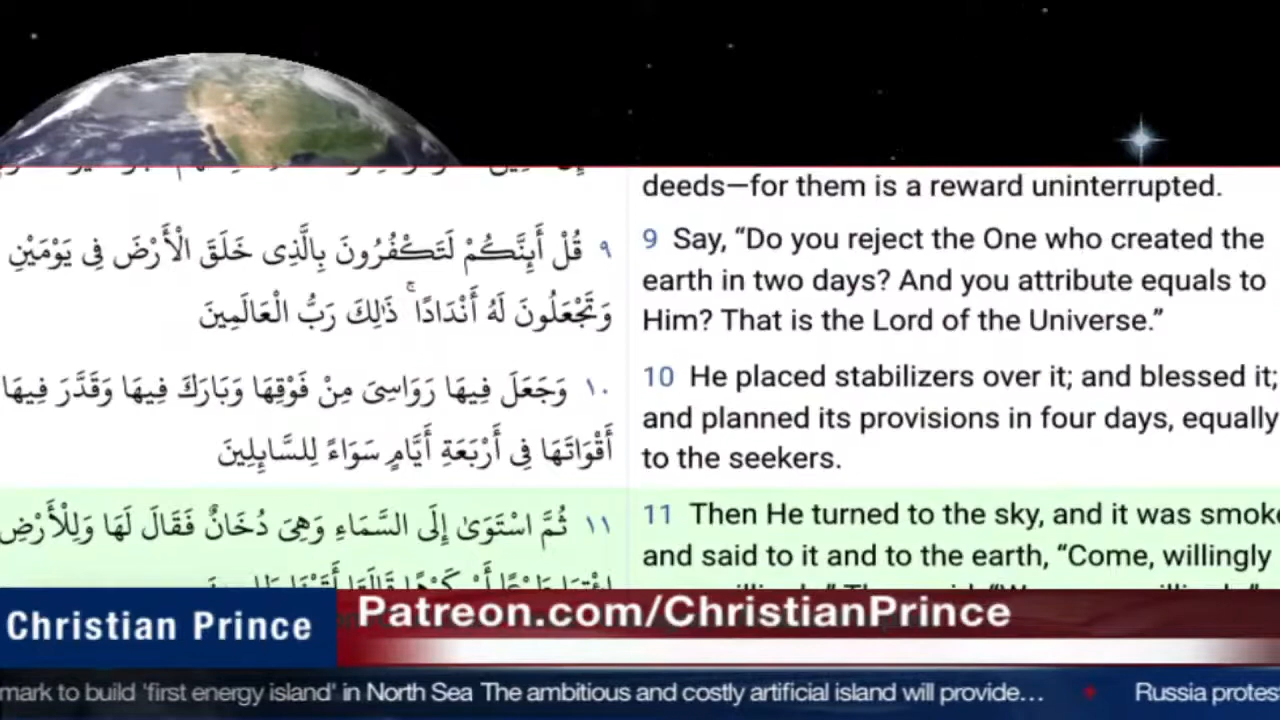 deeds—for them is a reward uninterrupted.
٩ قُلْ أَئِنَّكُمْ لَتَكْفُرُونَ بِالَّذِى خَلَقَ الْأَرْضَ فِى يَوْمَيْنِ
وَتَجْعَلُونَ لَهُ أَنْدَادًا ۚ ذَٰلِكَ رَبُّ الْعَالَمِينَ
9 Say, “Do you reject the One who created the
earth in two days? And you attribute equals to
Him? That is the Lord of the Universe.”
١٠ وَجَعَلَ فِيهَا رَوَاسِىَ مِنْ فَوْقِهَا وَبَارَكَ فِيهَا وَقَدَّرَ فِيهَا
أَقْوَاتَهَا فِى أَرْبَعَةِ أَيَّامٍ سَوَاءً لِلسَّائِلِينَ
10 He placed stabilizers over it; and blessed it;
and planned its provisions in four days, equally
to the seekers.
١١ ثُمَّ اسْتَوَىٰ إِلَى السَّمَاءِ وَهِىَ دُخَانٌ فَقَالَ لَهَا وَلِلْأَرْضِ
11 Then He turned to the sky, and it was smoke
and said to it and to the earth, “Come, willingly
Christian Prince
Patreon.com/ChristianPrince
mark to build 'first energy island' in North Sea The ambitious and costly artificial island will provide… • Russia protes